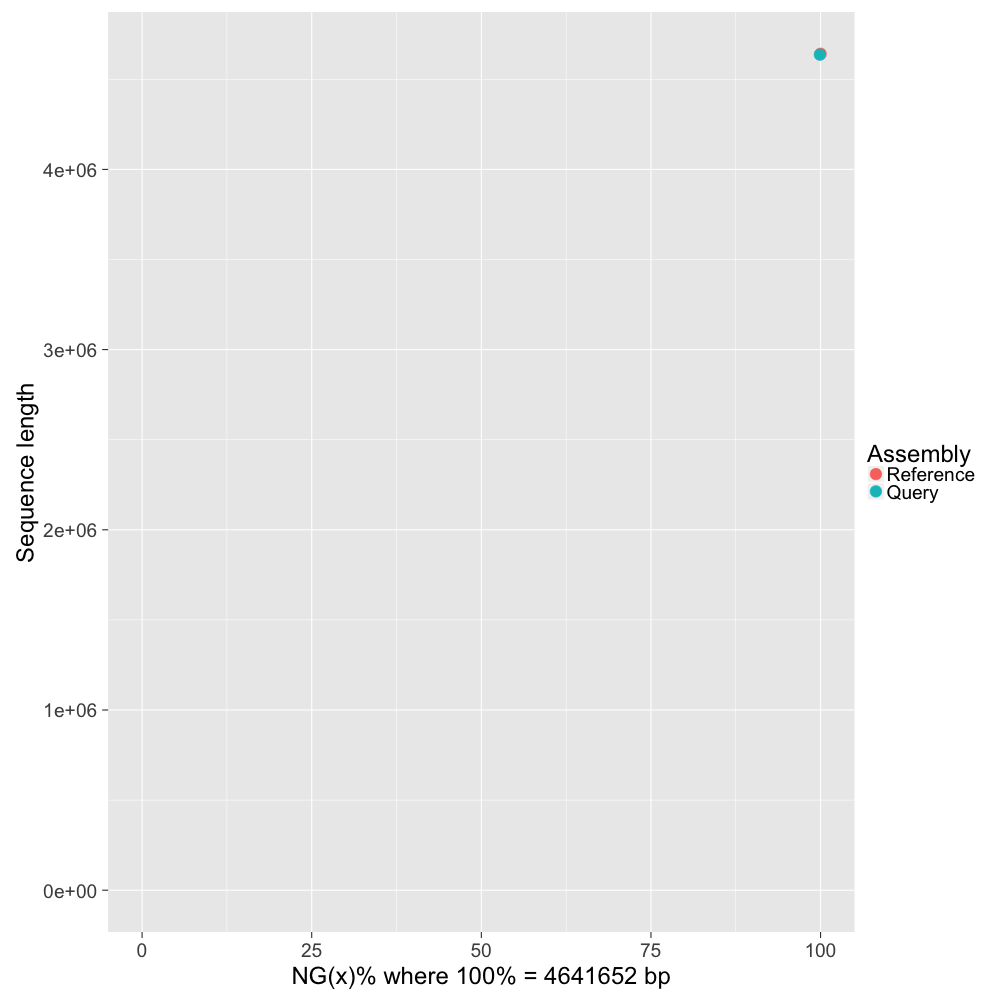 Sequence length
4e+06
3e+06
2e+06
1e+06
0e+00
0 25 50 75 100
NG(x)% where 100% = 4641652 bp
Assembly
Reference
Query